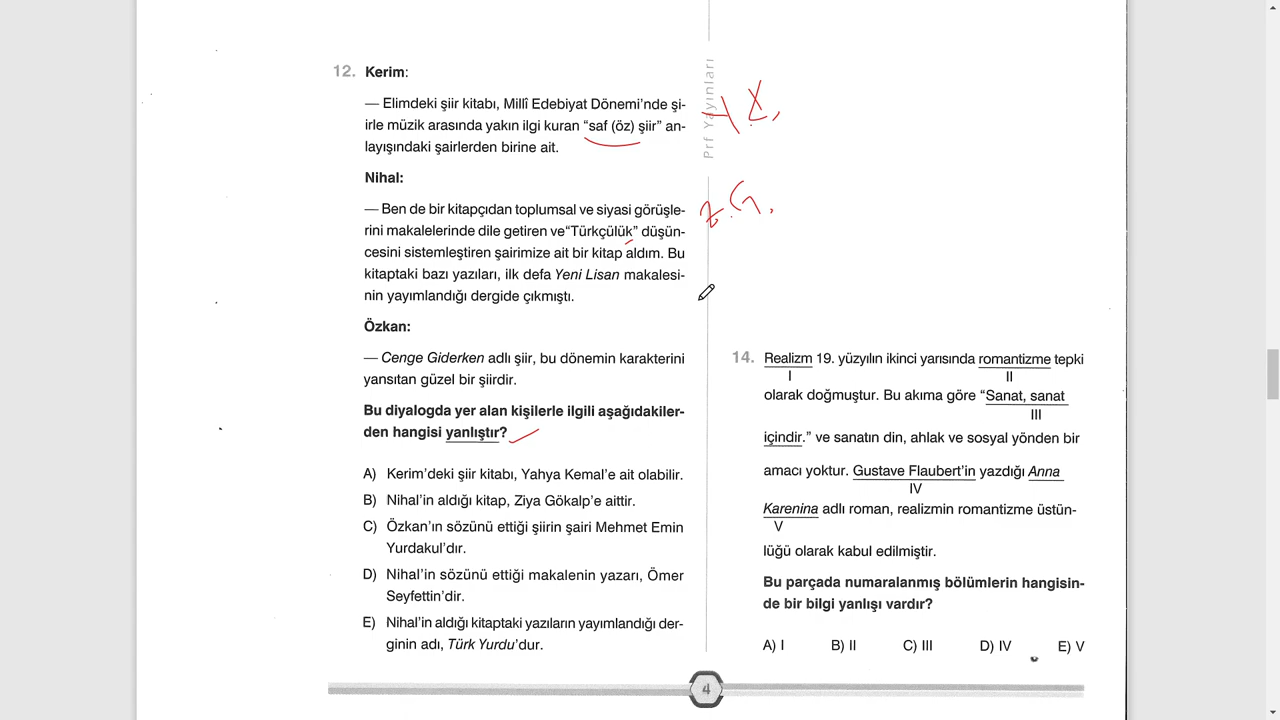 12. Kerim:
— Elimdeki şiir kitabı, Millî Edebiyat Dönemi'nde şi-
irle müzik arasında yakın ilgi kuran "saf (öz) şiir" an-
layışındaki şairlerden birine ait.
Nihal:
— Ben de bir kitapçıdan toplumsal ve siyasi görüşle-
rini makalelerinde dile getiren ve"Türkçülük" düşün-
cesini sistemleştiren şairimize ait bir kitap aldım. Bu
kitaptaki bazı yazıları, ilk defa Yeni Lisan makalesi-
nin yayımlandığı dergide çıkmıştı.
Özkan:
— Cenge Giderken adlı şiir, bu dönemin karakterini
yansıtan güzel bir şiirdir.
Bu diyalogda yer alan kişilerle ilgili aşağıdakiler-
den hangisi yanlıştır?
A) Kerim'deki şiir kitabı, Yahya Kemal'e ait olabilir.
B) Nihal'in aldığı kitap, Ziya Gökalp'e aittir.
C) Özkan'ın sözünü ettiği şiirin şairi Mehmet Emin
Yurdakul'dır.
D) Nihal'in sözünü ettiği makalenin yazarı, Ömer
Seyfettin'dir.
E) Nihal'in aldığı kitaptaki yazıların yayımlandığı der-
ginin adı, Türk Yurdu'dur.
Prf Yayınları
Z.G.
14. Realizm 19. yüzyılın ikinci yarısında romantizme tepki
I II
olarak doğmuştur. Bu akıma göre "Sanat, sanat
III
içindir." ve sanatın din, ahlak ve sosyal yönden bir
amacı yoktur. Gustave Flaubert'in yazdığı Anna
IV
Karenina adlı roman, realizmin romantizme üstün-
V
lüğü olarak kabul edilmiştir.
Bu parçada numaralanmış bölümlerin hangisin-
de bir bilgi yanlışı vardır?
A) I B) II C) III D) IV E) V
4